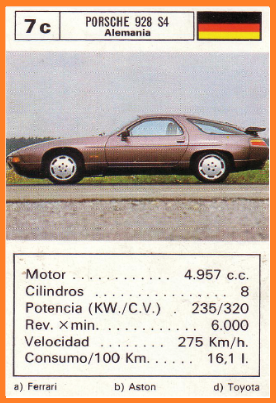 7c
PORSCHE 928 S4
Alemania
Motor ............ 4.957 c.c.
Cilindros .................. 8
Potencia (KW./C.V.) . 235/320
Rev. × min. ........... 6.000
Velocidad ........ 275 Km/h.
Consumo/100 Km. ...... 16,1 l.
a) Ferrari b) Aston d) Toyota